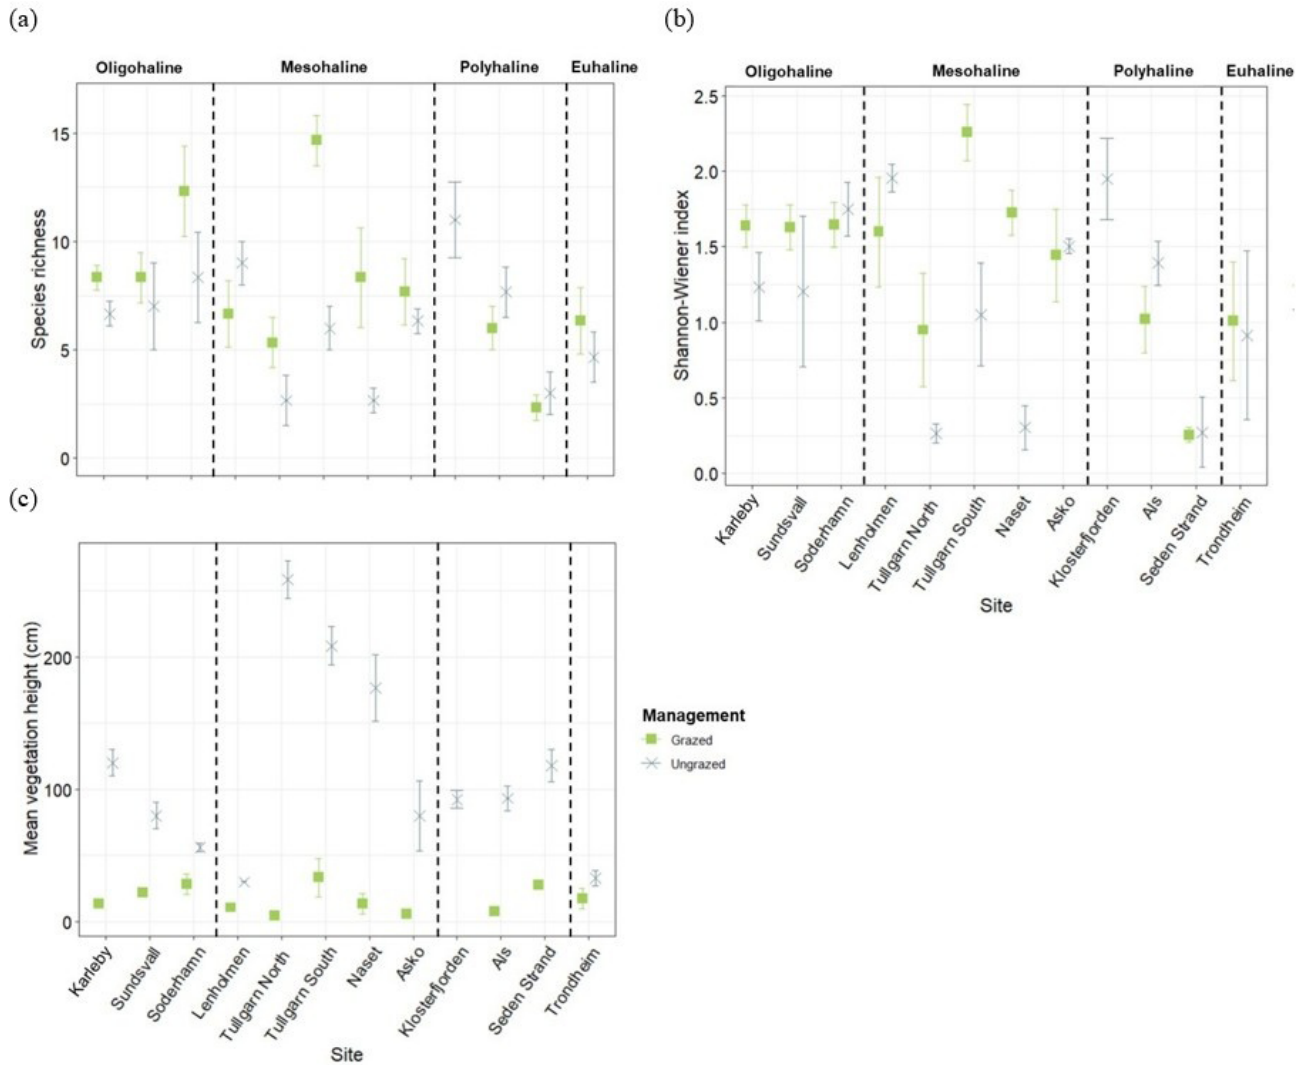 (a)
Oligohaline Mesohaline Polyhaline Euhaline
Species richness
15
10
5
0
(b)
Oligohaline Mesohaline Polyhaline Euhaline
Shannon-Wiener index
2.5
2.0
1.5
1.0
0.5
0.0
Karleby
Sundsvall
Soderhamn
Lenholmen
Tullgarn North
Tullgarn South
Naset
Asko
Klosterfjorden
Als
Seden Strand
Trondheim
Site
(c)
Mean vegetation height (cm)
200
100
0
Karleby
Sundsvall
Soderhamn
Lenholmen
Tullgarn North
Tullgarn South
Naset
Asko
Klosterfjorden
Als
Seden Strand
Trondheim
Site
Management
Grazed
Ungrazed